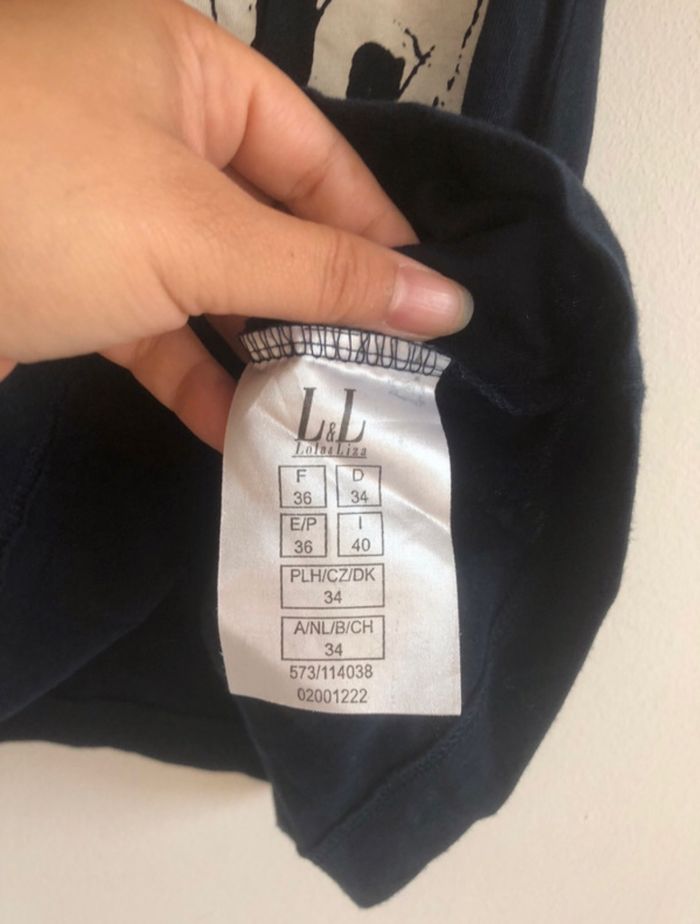 L&L
Lola&Liza
F D
36 34
E/P I
36 40
PLH/CZ/DK
34
A/NL/B/CH
34
573/114038
02001222